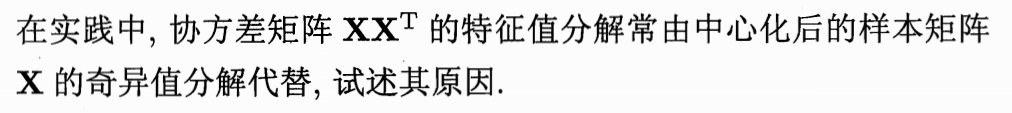 在实践中, 协方差矩阵 XXᵀ 的特征值分解常由中心化后的样本矩阵
X 的奇异值分解代替, 试述其原因.